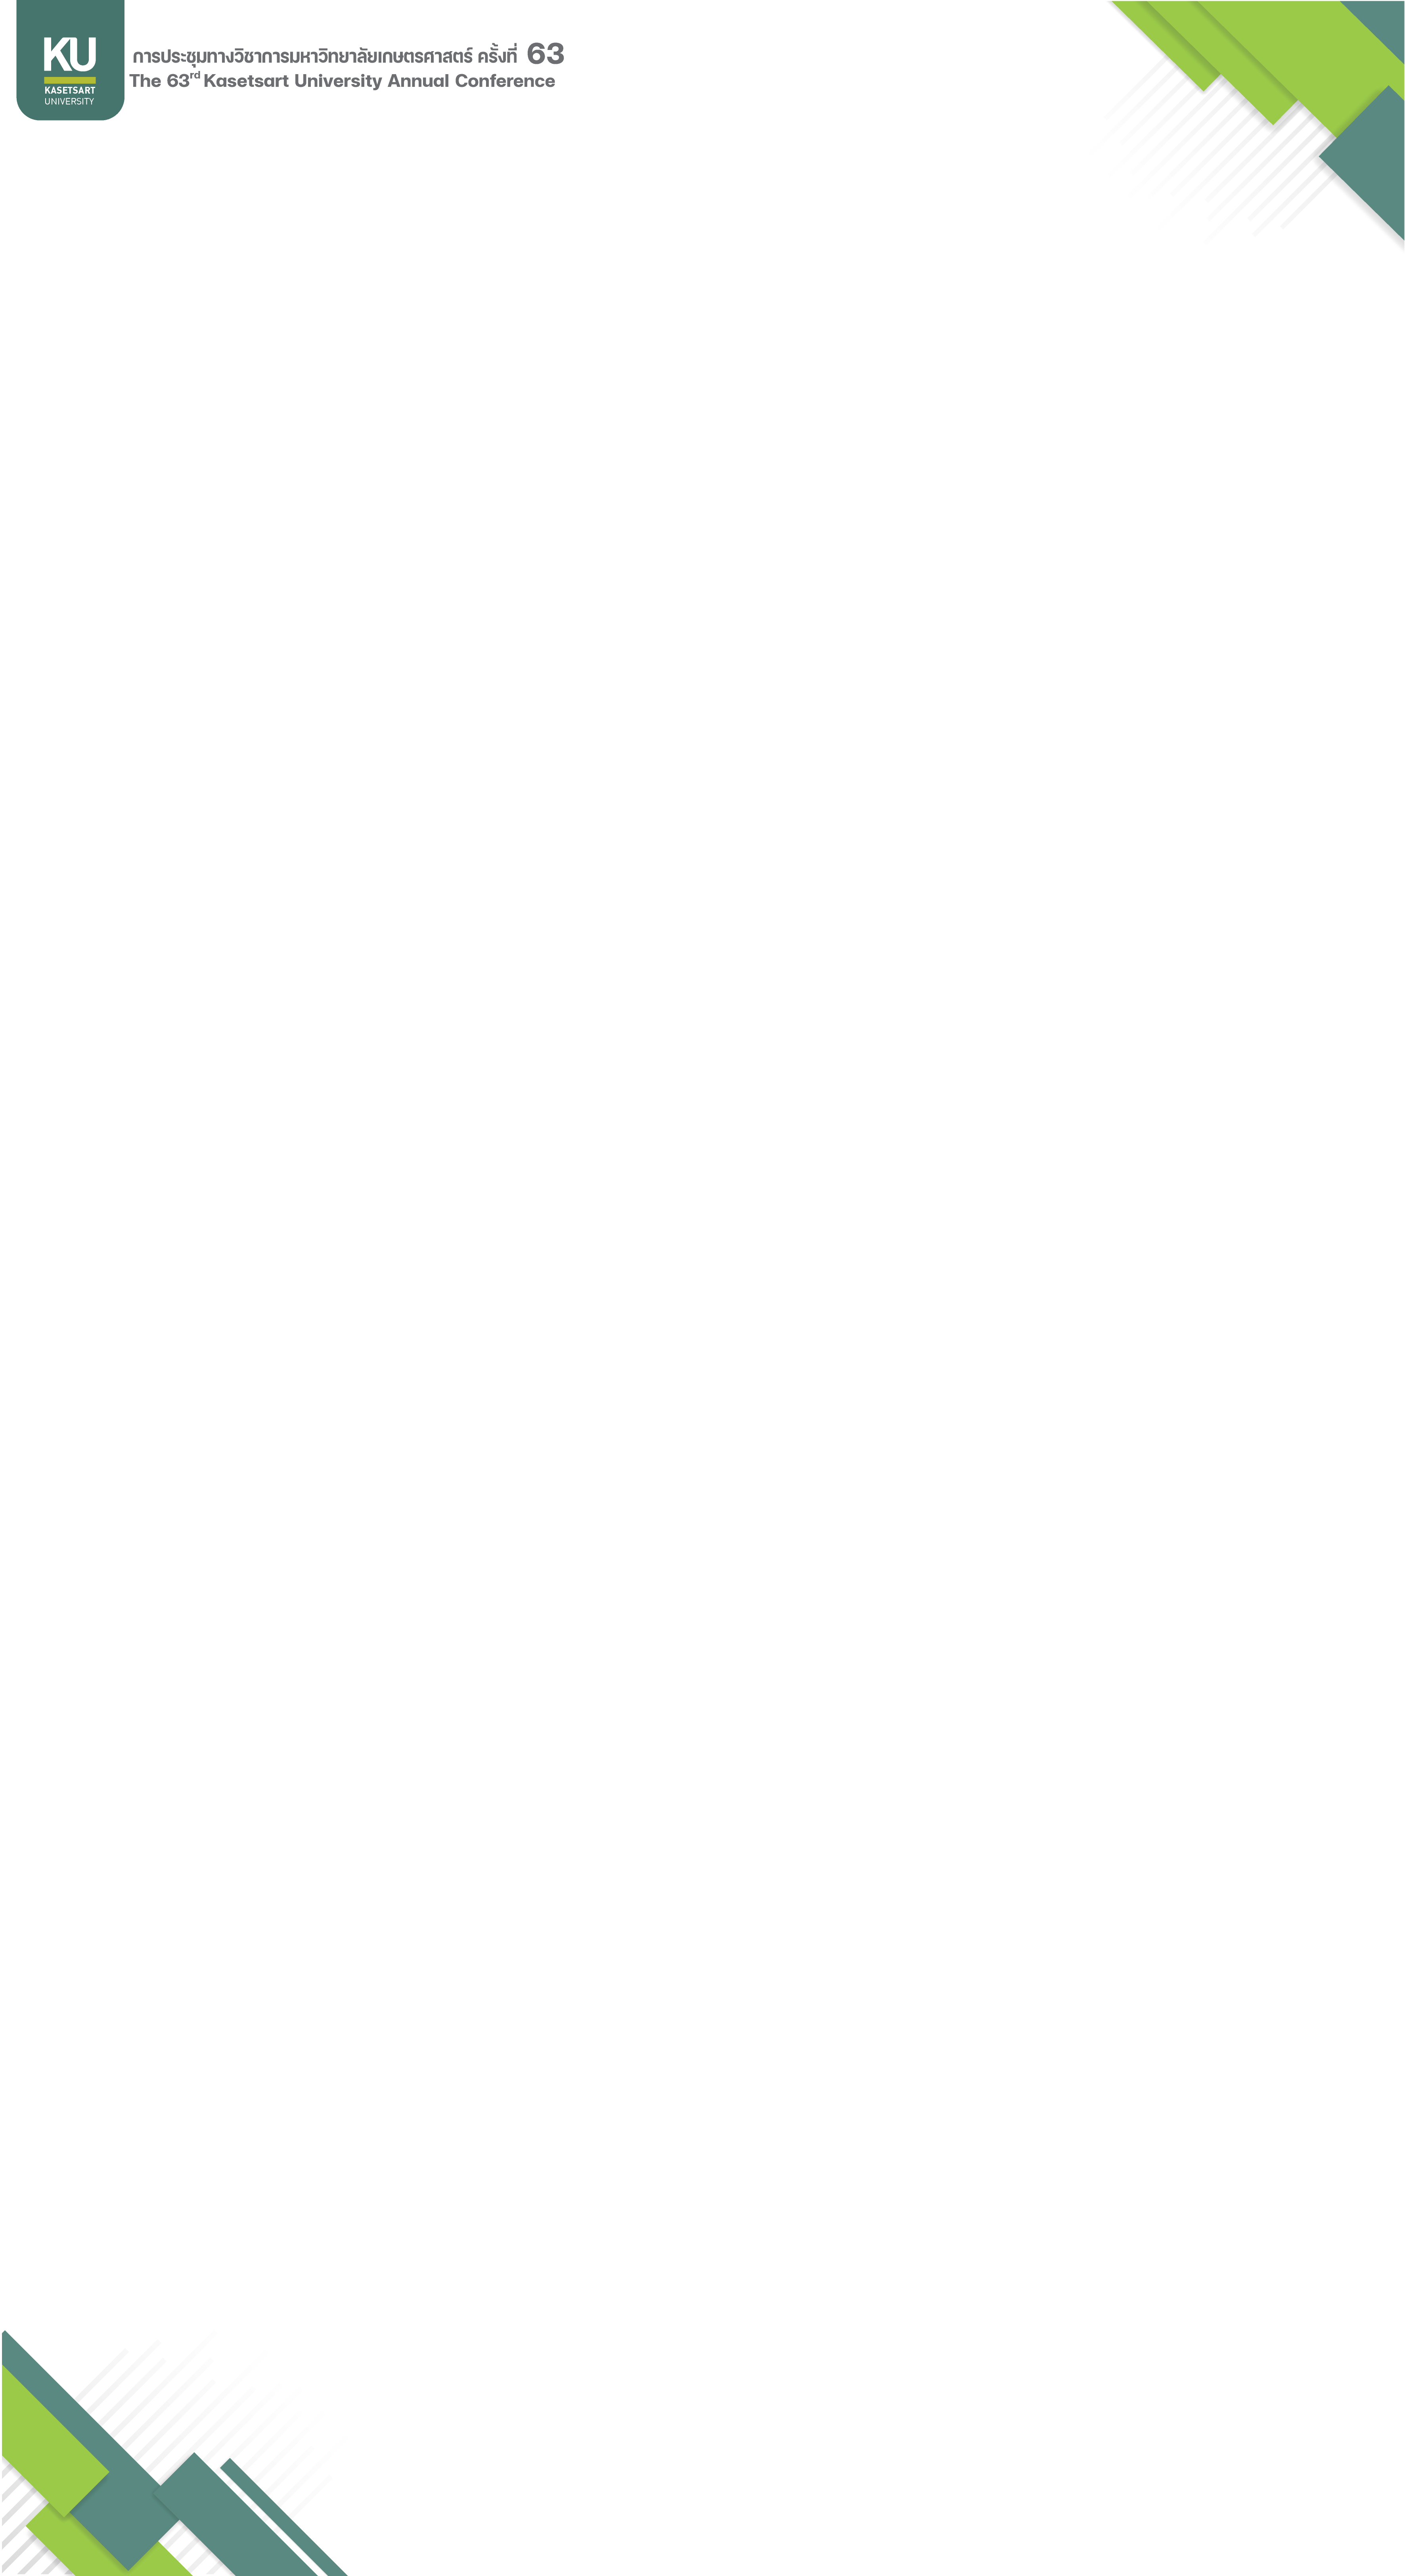 KU
KASETSART
UNIVERSITY
การประชุมทางวิชาการมหาวิทยาลัยเกษตรศาสตร์ ครั้งที่ 63
The 63rd Kasetsart University Annual Conference